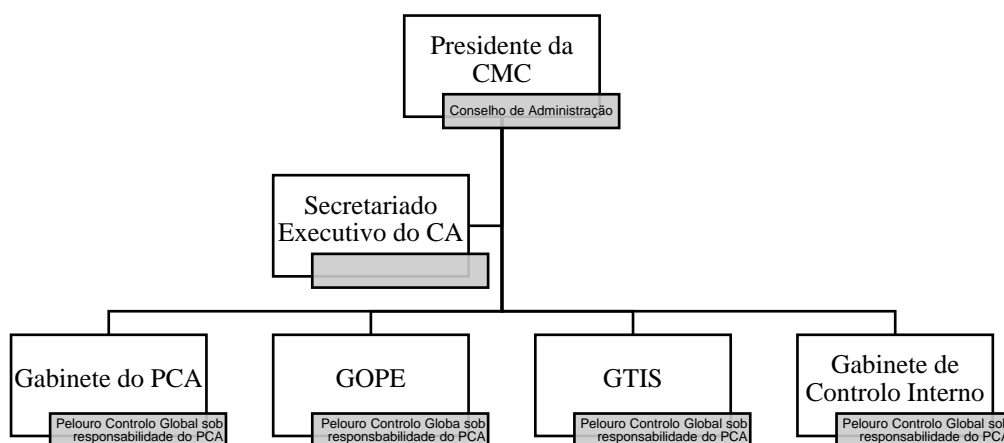 Presidente da
CMC
Conselho de Administração
Secretariado
Executivo do CA
Gabinete do PCA
Pelouro Controlo Global sob
responsabilidade do PCA
GOPE
Pelouro Controlo Global sob
responsabilidade do PCA
GTIS
Pelouro Controlo Global sob
responsabilidade do PCA
Gabinete de
Controlo Interno
Pelouro Controlo Global sob
responsabilidade do PCA